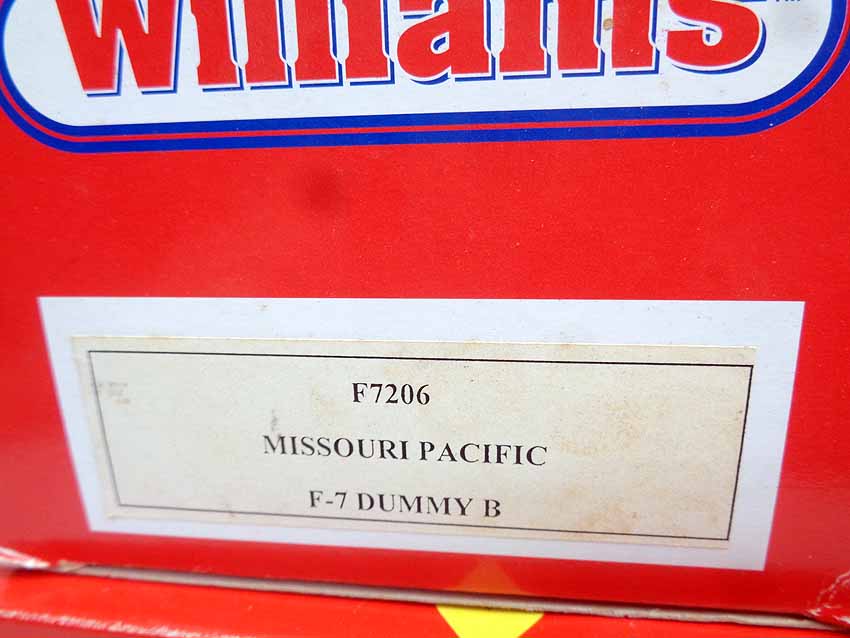 Williams
F7206
MISSOURI PACIFIC
F-7 DUMMY B